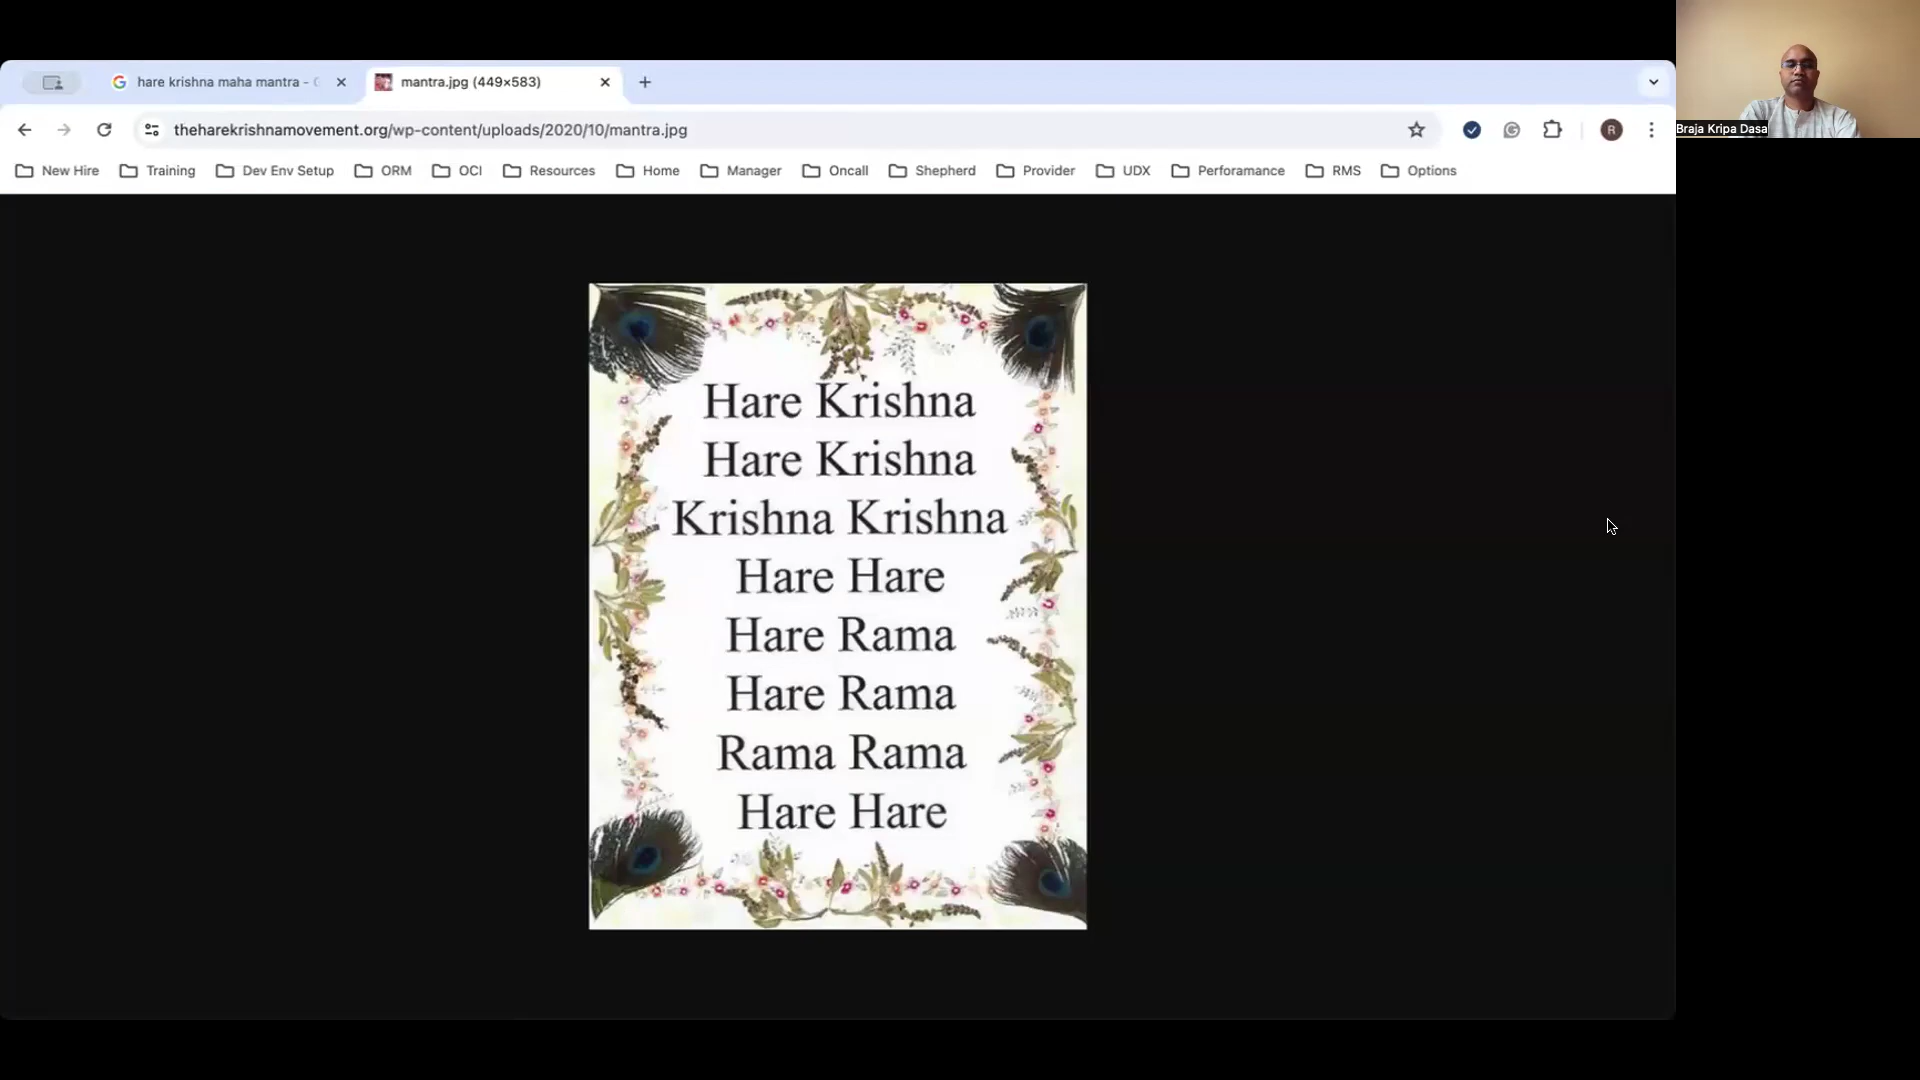 hare krishna maha mantra -
mantra.jpg (449×583)
theharekrishnamovement.org/wp-content/uploads/2020/10/mantra.jpg
R
New Hire
Training
Dev Env Setup
ORM
OCI
Resources
Home
Manager
Oncall
Shepherd
Provider
UDX
Perforamance
RMS
Options
Braja Kripa Dasa
Hare Krishna
Hare Krishna
Krishna Krishna
Hare Hare
Hare Rama
Hare Rama
Rama Rama
Hare Hare